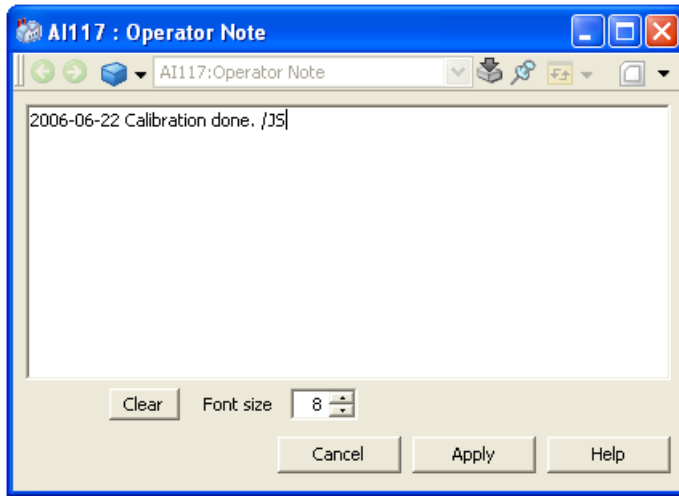 AI117 : Operator Note
AI117:Operator Note
2006-06-22 Calibration done. /JS
Clear Font size 8
Cancel Apply Help